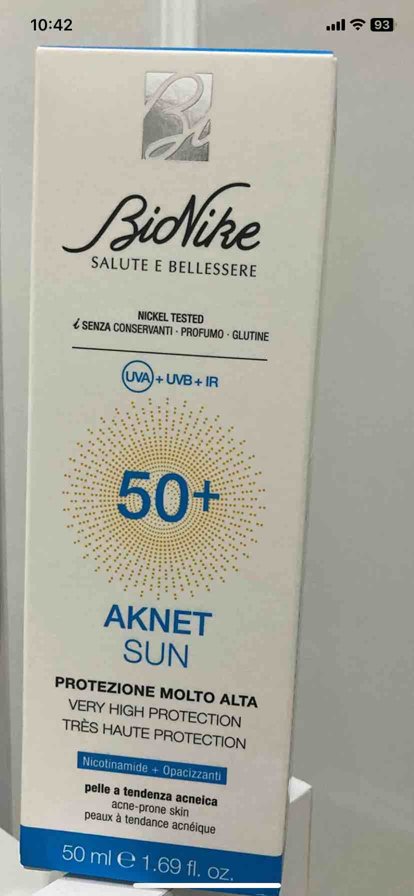 10:42
93
BioNike
SALUTE E BELLESSERE
NICKEL TESTED
i SENZA CONSERVANTI · PROFUMO · GLUTINE
UVA + UVB + IR
50+
AKNET
SUN
PROTEZIONE MOLTO ALTA
VERY HIGH PROTECTION
TRÈS HAUTE PROTECTION
Nicotinamide + Opacizzanti
pelle a tendenza acneica
acne-prone skin
peaux à tendance acnéique
50 ml e 1.69 fl. oz.